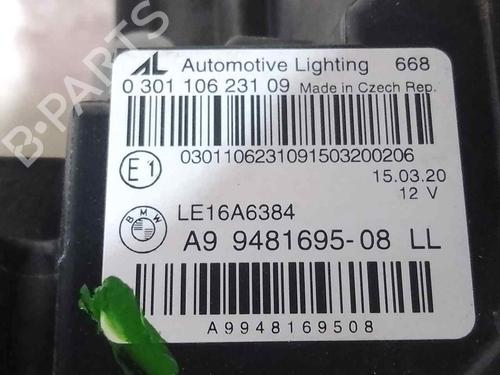 AL Automotive Lighting 668
0 301 106 231 09 Made in Czech Rep.
0301106231091503200206
E1
15.03.20
12 V
BMW
LE16A6384
A9 9481695-08 LL
A9948169508
B-PARTS